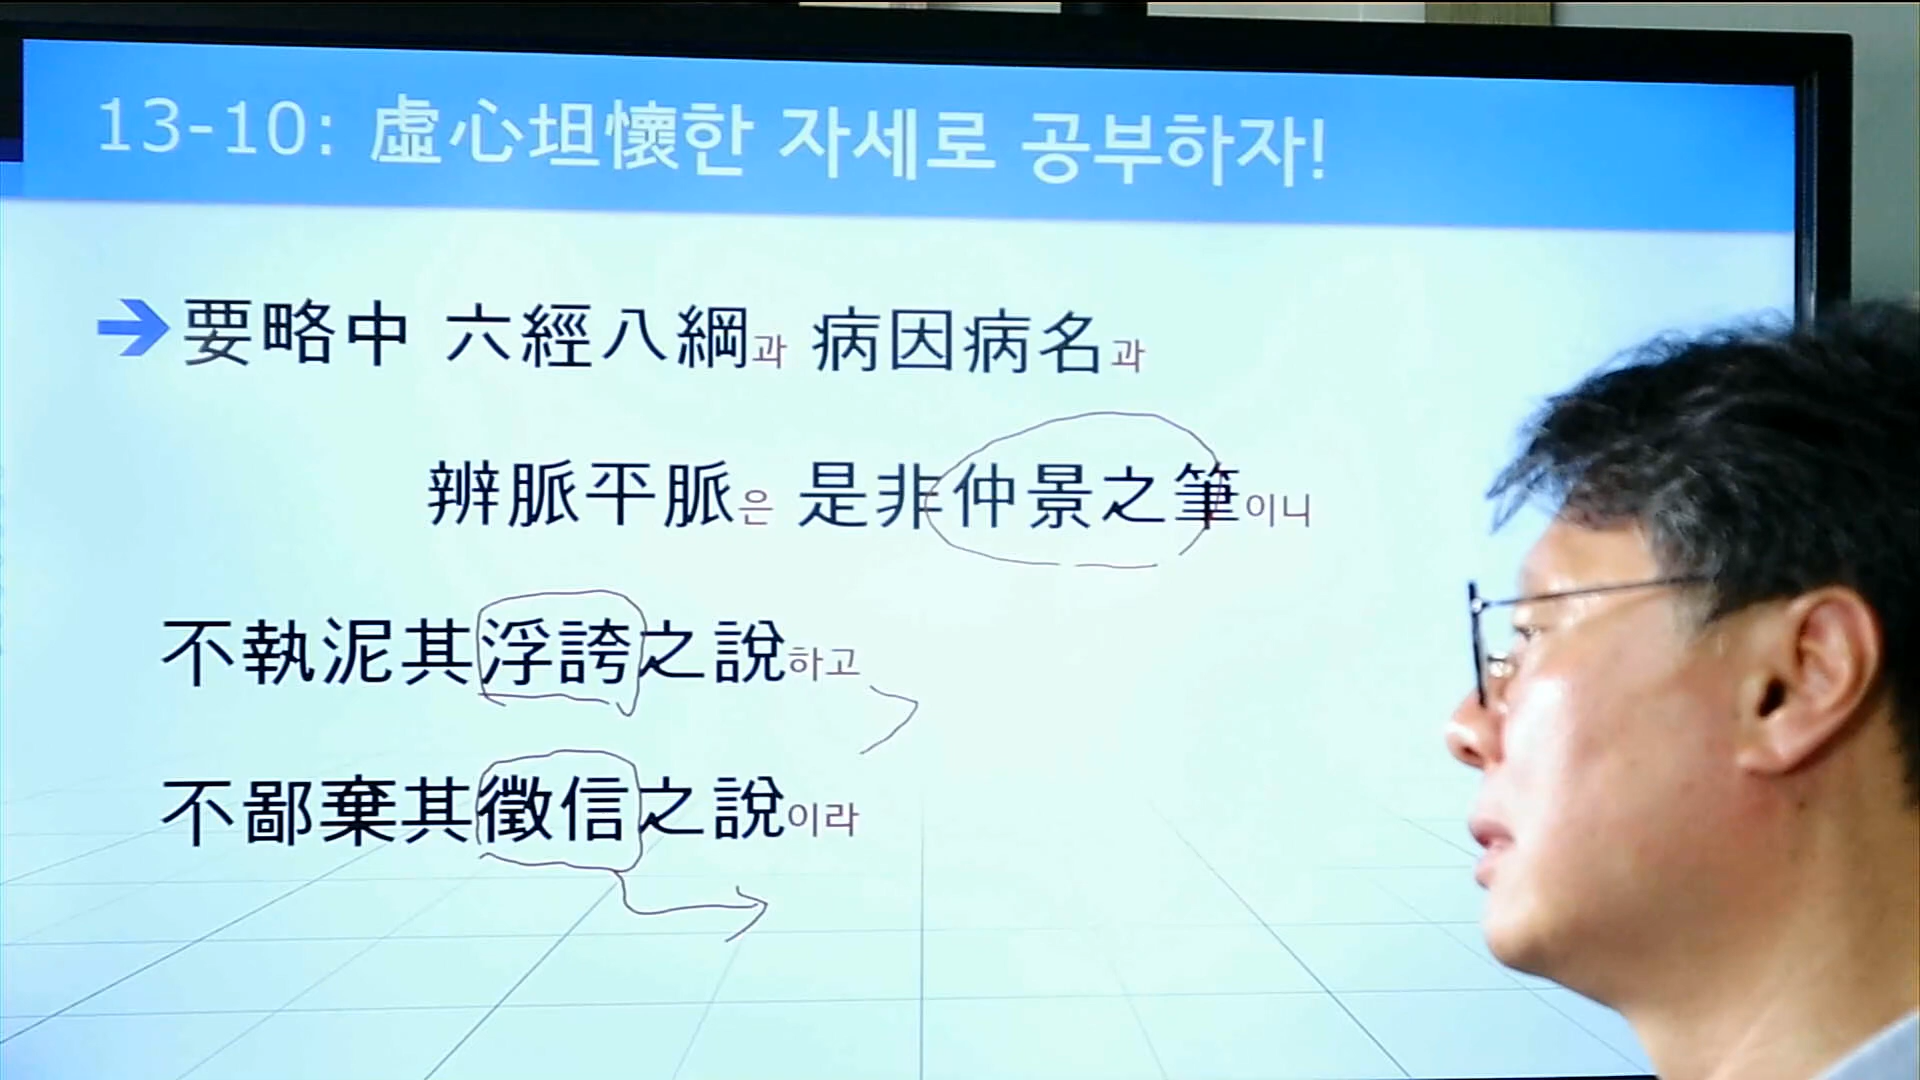 13-10: 虛心坦懷한 자세로 공부하자!
要略中 六經八綱과 病因病名과
辨脈平脈은 是非仲景之筆이니
不執泥其浮誇之說하고
不鄙棄其徵信之說이라